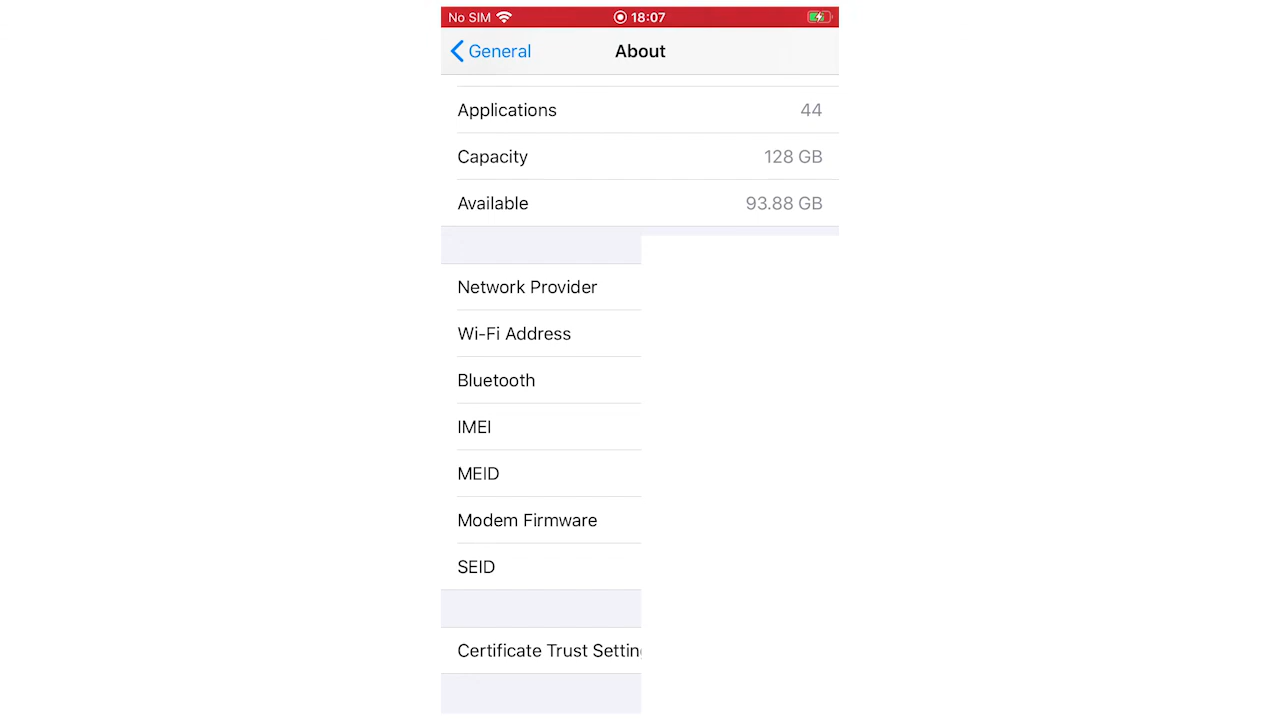 No SIM 18:07
General About
Applications 44
Capacity 128 GB
Available 93.88 GB
Network Provider
Wi-Fi Address
Bluetooth
IMEI
MEID
Modem Firmware
SEID
Certificate Trust Settin